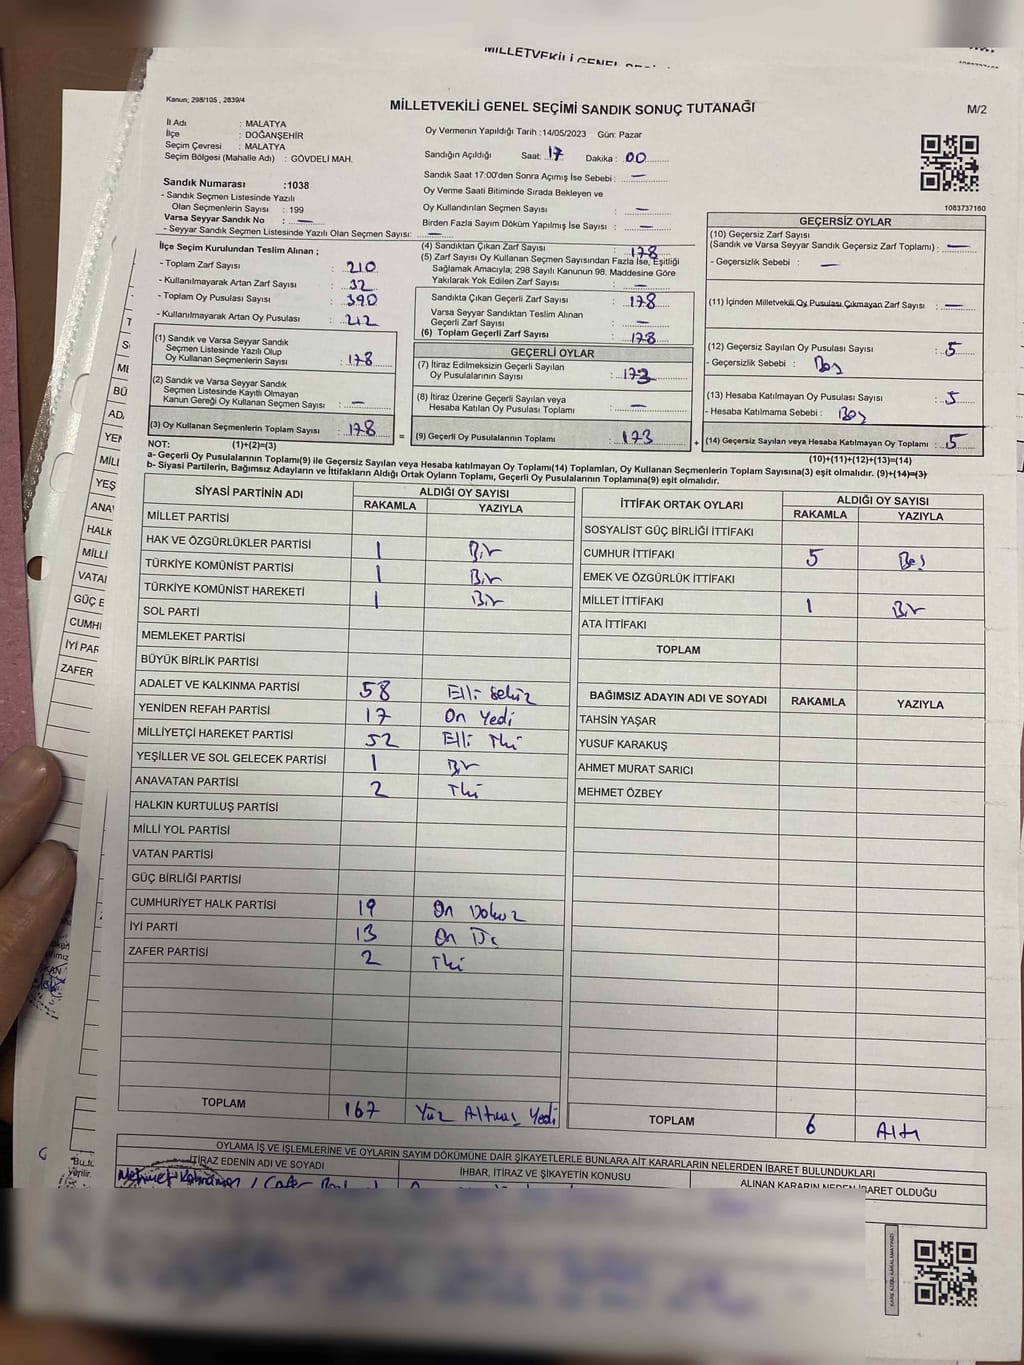 MİLLETVEKİLİ GENEL
Kanun; 298/105 , 2839/4
MİLLETVEKİLİ GENEL SEÇİMİ SANDIK SONUÇ TUTANAĞI
M/2
İl Adı : MALATYA
İlçe : DOĞANŞEHİR
Seçim Çevresi : MALATYA
Seçim Bölgesi (Mahalle Adı) : GÖVDELİ MAH.
Oy Vermenin Yapıldığı Tarih :14/05/2023 Gün: Pazar
Sandığın Açıldığı Saat: 17 Dakika : 00
Sandık Saat 17:00'den Sonra Açımış İse Sebebi : —
Oy Verme Saati Bitiminde Sırada Bekleyen ve
Oy Kullandırılan Seçmen Sayısı : —
Birden Fazla Sayım Döküm Yapılmış İse Sayısı : —
1083737160
Sandık Numarası :1038
- Sandık Seçmen Listesinde Yazılı
Olan Seçmenlerin Sayısı : 199
Varsa Seyyar Sandık No : —
- Seyyar Sandık Seçmen Listesinde Yazılı Olan Seçmen Sayısı: —
İlçe Seçim Kurulundan Teslim Alınan ;
- Toplam Zarf Sayısı : 210
- Kullanılmayarak Artan Zarf Sayısı : 32
- Toplam Oy Pusulası Sayısı : 390
- Kullanılmayarak Artan Oy Pusulası : 212
(1) Sandık ve Varsa Seyyar Sandık
Seçmen Listesinde Yazılı Olup
Oy Kullanan Seçmenlerin Sayısı : 178
(2) Sandık ve Varsa Seyyar Sandık
Seçmen Listesinde Kayıtlı Olmayan
Kanun Gereği Oy Kullanan Seçmen Sayısı : —
(3) Oy Kullanan Seçmenlerin Toplam Sayısı : 178
(4) Sandıktan Çıkan Zarf Sayısı : 178
(5) Zarf Sayısı Oy Kullanan Seçmen Sayısından Fazla İse, Eşitliği
Sağlamak Amacıyla; 298 Sayılı Kanunun 98. Maddesine Göre
Yakılarak Yok Edilen Zarf Sayısı : —
Sandıkta Çıkan Geçerli Zarf Sayısı : 178
Varsa Seyyar Sandıktan Teslim Alınan
Geçerli Zarf Sayısı : —
(6) Toplam Geçerli Zarf Sayısı : 178
GEÇERLİ OYLAR
(7) İtiraz Edilmeksizin Geçerli Sayılan
Oy Pusulalarının Sayısı : 173
(8) İtiraz Üzerine Geçerli Sayılan veya
Hesaba Katılan Oy Pusulası Toplamı : —
= (9) Geçerli Oy Pusulalarının Toplamı : 173 +
GEÇERSİZ OYLAR
(10) Geçersiz Zarf Sayısı
(Sandık ve Varsa Seyyar Sandık Geçersiz Zarf Toplamı) : —
- Geçersizlik Sebebi : —
(11) İçinden Milletvekili Oy Pusulası Çıkmayan Zarf Sayısı : —
(12) Geçersiz Sayılan Oy Pusulası Sayısı : 5
- Geçersizlik Sebebi : Boş
(13) Hesaba Katılmayan Oy Pusulası Sayısı : 5
- Hesaba Katılmama Sebebi : Boş
(14) Geçersiz Sayılan veya Hesaba Katılmayan Oy Toplamı : 5
NOT: (1)+(2)=(3)
(10)+(11)+(12)+(13)=(14)
a- Geçerli Oy Pusulalarının Toplamı(9) ile Geçersiz Sayılan veya Hesaba katılmayan Oy Toplamı(14) Toplamları, Oy Kullanan Seçmenlerin Toplam Sayısına(3) eşit olmalıdır. (9)+(14)=(3)
b- Siyasi Partilerin, Bağımsız Adayların ve İttifakların Aldığı Ortak Oyların Toplamı, Geçerli Oy Pusulalarının Toplamına(9) eşit olmalıdır.
SİYASİ PARTİNİN ADI ALDIĞI OY SAYISI
RAKAMLA YAZIYLA
MİLLET PARTİSİ
HAK VE ÖZGÜRLÜKLER PARTİSİ 1 Bir
TÜRKİYE KOMÜNİST PARTİSİ 1 Bir
TÜRKİYE KOMÜNİST HAREKETİ 1 Bir
SOL PARTİ
MEMLEKET PARTİSİ
BÜYÜK BİRLİK PARTİSİ
ADALET VE KALKINMA PARTİSİ 58 Elli Sekiz
YENİDEN REFAH PARTİSİ 17 On Yedi
MİLLİYETÇİ HAREKET PARTİSİ 52 Elli İki
YEŞİLLER VE SOL GELECEK PARTİSİ 1 Bir
ANAVATAN PARTİSİ 2 İki
HALKIN KURTULUŞ PARTİSİ
MİLLİ YOL PARTİSİ
VATAN PARTİSİ
GÜÇ BİRLİĞİ PARTİSİ
CUMHURİYET HALK PARTİSİ 19 On Dokuz
İYİ PARTİ 13 On Üç
ZAFER PARTİSİ 2 İki
TOPLAM 167 Yüz Altmış Yedi
İTTİFAK ORTAK OYLARI ALDIĞI OY SAYISI
RAKAMLA YAZIYLA
SOSYALİST GÜÇ BİRLİĞİ İTTİFAKI
CUMHUR İTTİFAKI 5 Beş
EMEK VE ÖZGÜRLÜK İTTİFAKI
MİLLET İTTİFAKI 1 Bir
ATA İTTİFAKI
TOPLAM
BAĞIMSIZ ADAYIN ADI VE SOYADI RAKAMLA YAZIYLA
TAHSİN YAŞAR
YUSUF KARAKUŞ
AHMET MURAT SARICI
MEHMET ÖZBEY
TOPLAM 6 Altı
OYLAMA İŞ VE İŞLEMLERİNE VE OYLARIN SAYIM DÖKÜMÜNE DAİR ŞİKAYETLERLE BUNLARA AİT KARARLARIN NELERDEN İBARET BULUNDUKLARI
İTİRAZ EDENİN ADI VE SOYADI
İHBAR, İTİRAZ VE ŞİKAYETİN KONUSU
ALINAN KARARIN NEDEN İBARET OLDUĞU
Mehmet
KARE KODU KARALAMAYINIZ!
YEŞ
ANA
HALK
MİLLİ
VATAN
GÜÇ B
CUMHU
İYİ PAR
ZAFER